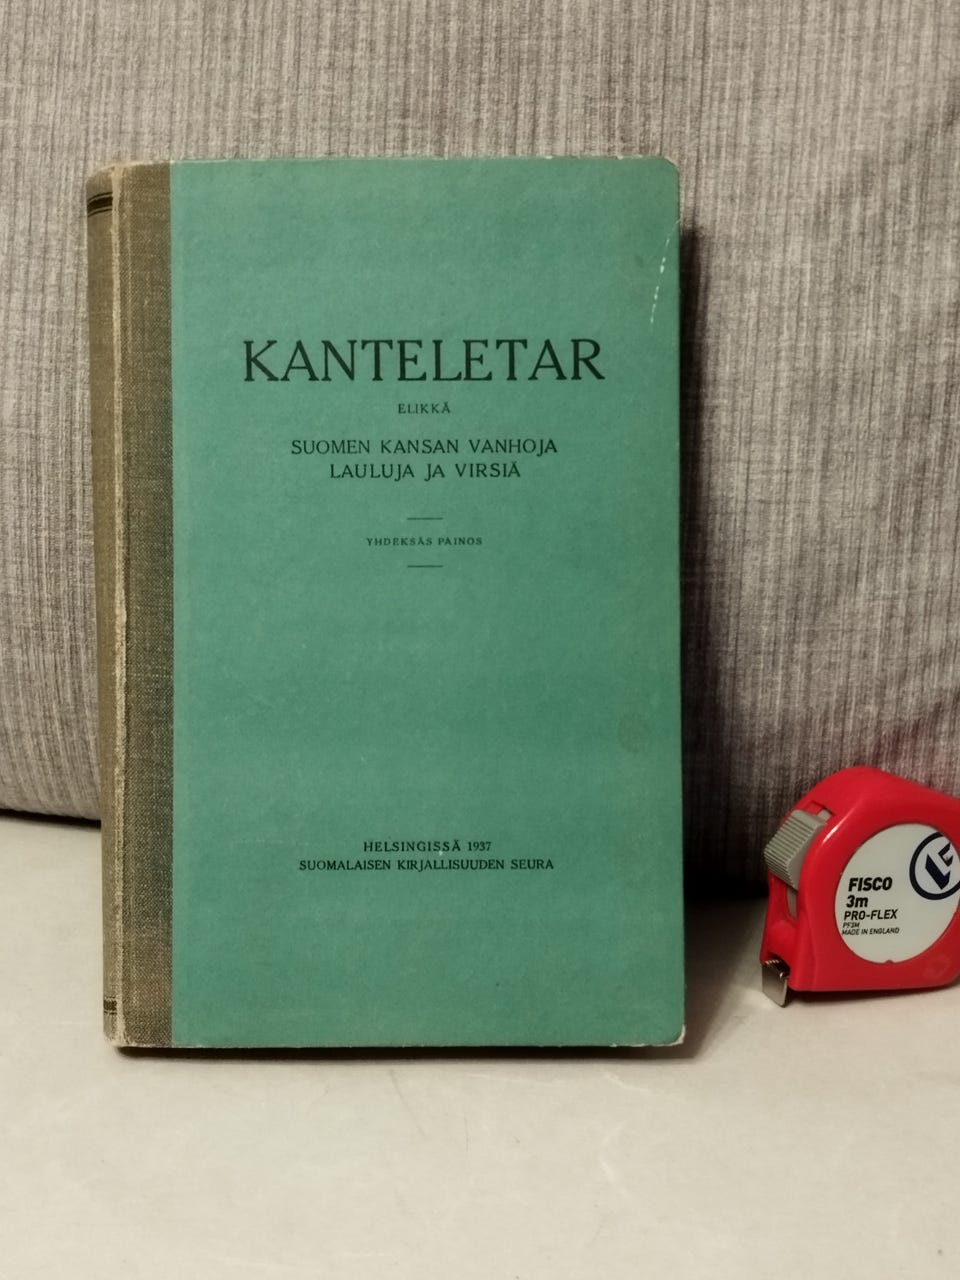 KANTELETAR
ELIKKÄ
SUOMEN KANSAN VANHOJA
LAULUJA JA VIRSIÄ
YHDEKSÄS PAINOS
HELSINGISSÄ 1937
SUOMALAISEN KIRJALLISUUDEN SEURA
FISCO
3m
PRO-FLEX
PF3M
MADE IN ENGLAND